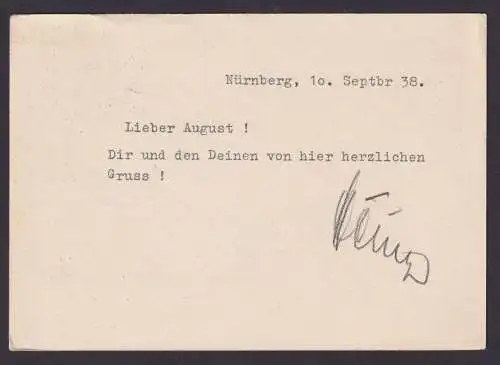 Nürnberg, 1o. Septbr 38.
Lieber August !
Dir und den Deinen von hier herzlichen
Gruss !